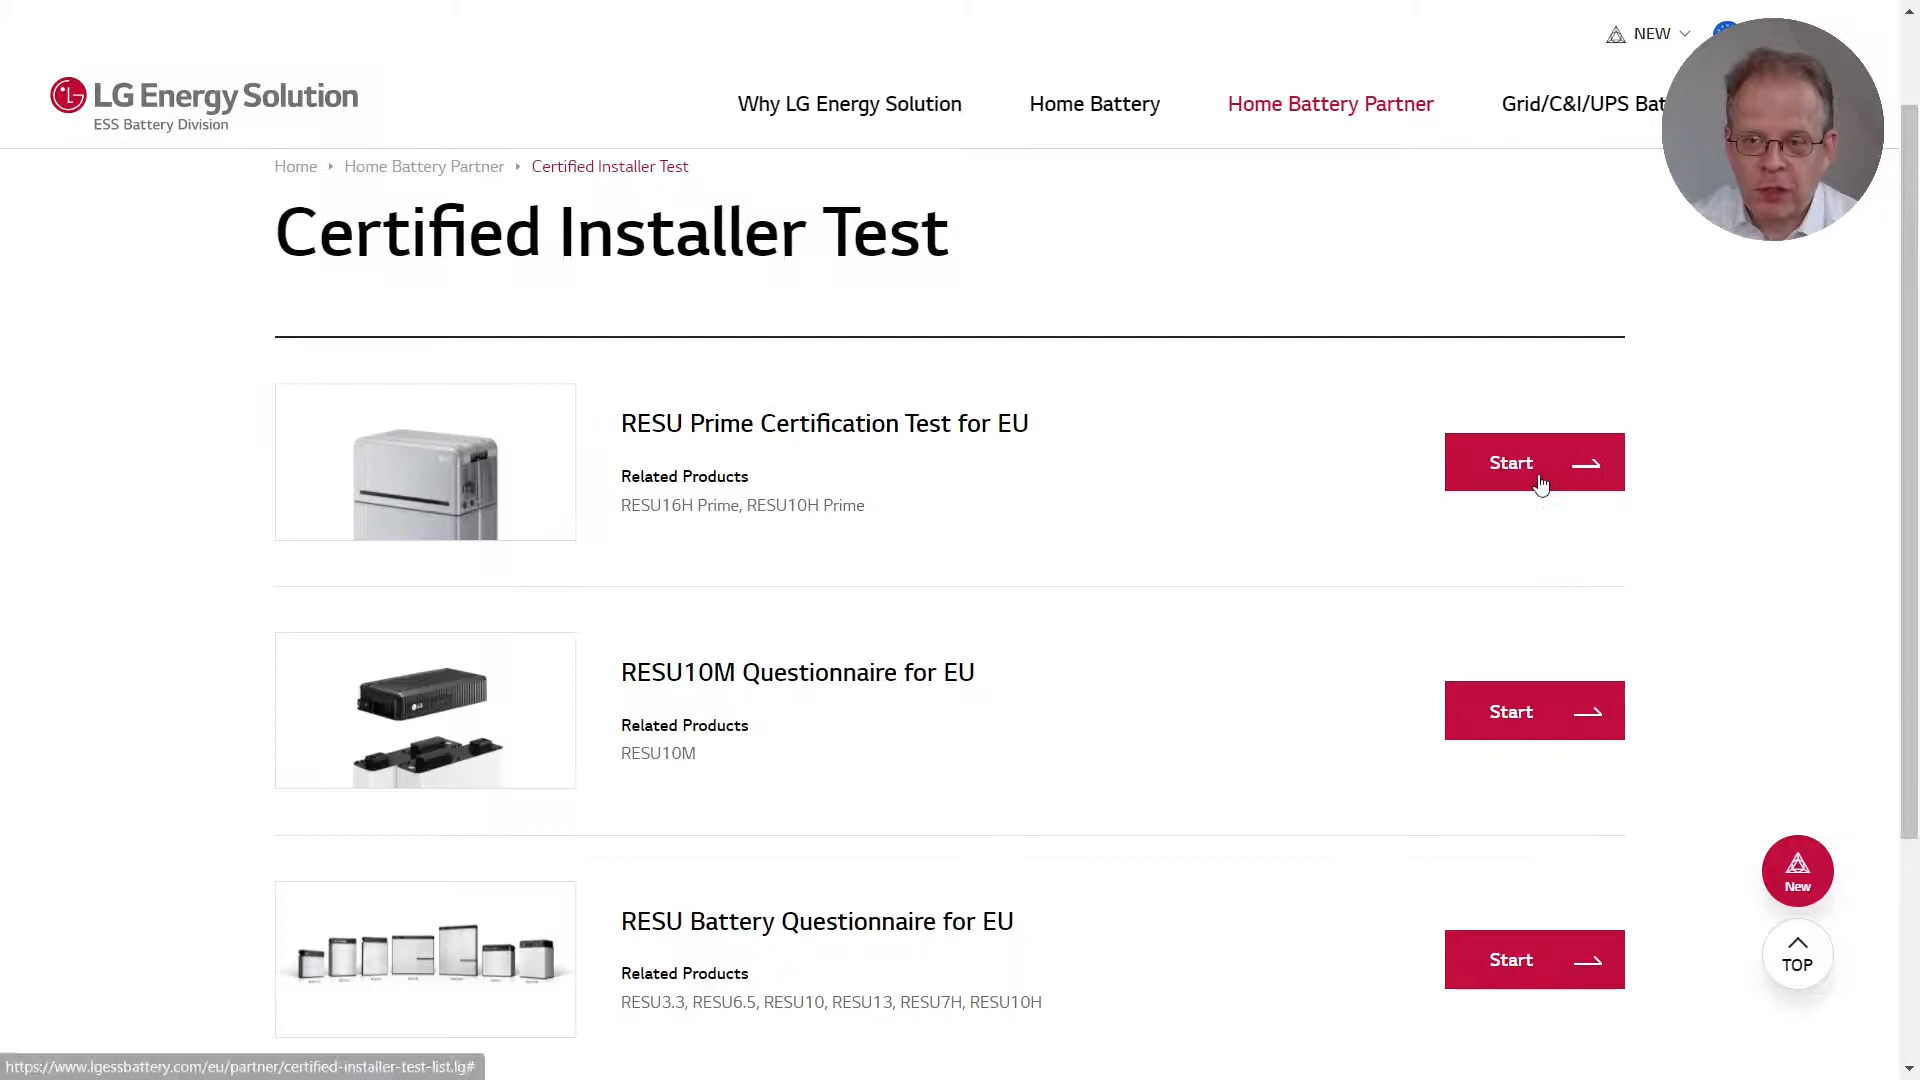 NEW
LG Energy Solution
ESS Battery Division
Why LG Energy Solution
Home Battery
Home Battery Partner
Grid/C&I/UPS Bat
Home
Home Battery Partner
Certified Installer Test
Certified Installer Test
RESU Prime Certification Test for EU
Related Products
RESU16H Prime, RESU10H Prime
Start
RESU10M Questionnaire for EU
Related Products
RESU10M
Start
RESU Battery Questionnaire for EU
Related Products
RESU3.3, RESU6.5, RESU10, RESU13, RESU7H, RESU10H
Start
New
TOP
https://www.lgessbattery.com/eu/partner/certified-installer-test-list.lg#